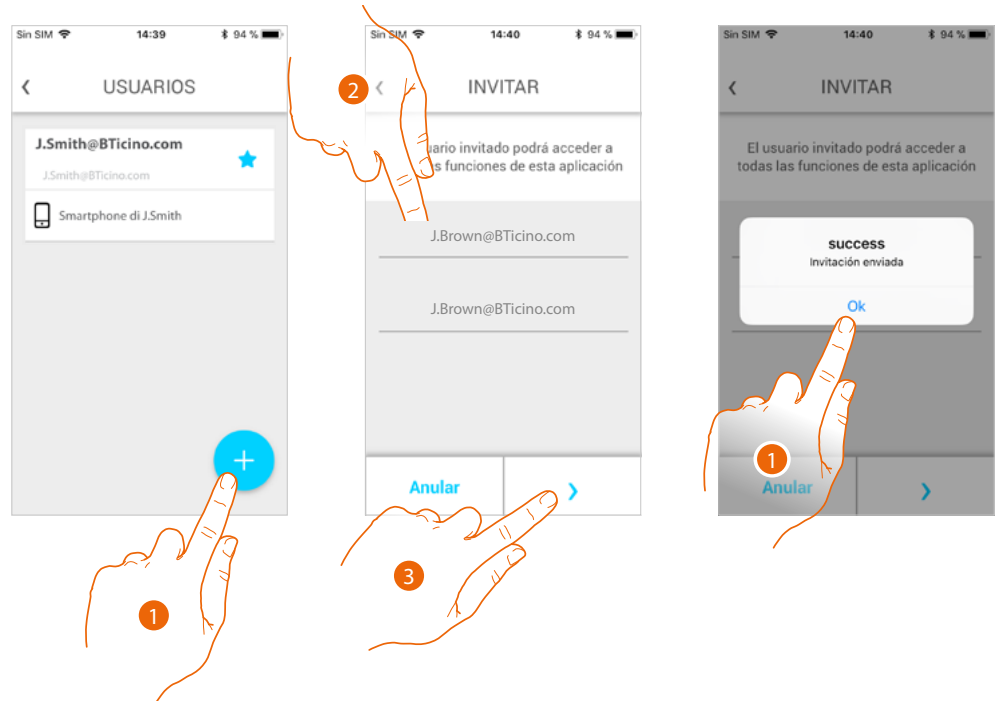 Sin SIM 14:39 94 %
USUARIOS
J.Smith@BTicino.com
J.Smith@BTicino.com
Smartphone di J.Smith
+
1
Sin SIM 14:40 94 %
2
INVITAR
uario invitado podrá acceder a
s funciones de esta aplicación
J.Brown@BTicino.com
J.Brown@BTicino.com
Anular
3
Sin SIM 14:40 94 %
INVITAR
El usuario invitado podrá acceder a
todas las funciones de esta aplicación
success
Invitación enviada
Ok
1
Anular